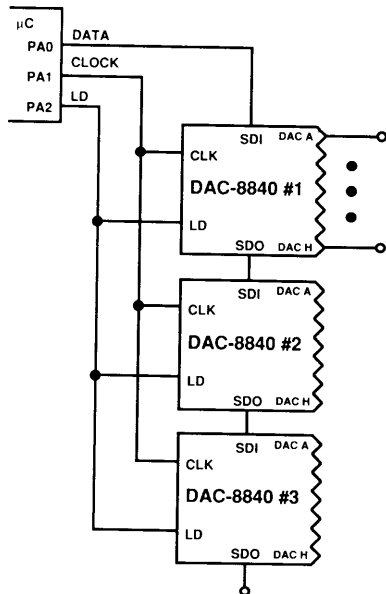 μC
DATA
PA0
CLOCK
PA1
LD
PA2
SDI
DAC A
CLK
DAC-8840 #1
LD
SDO
DAC H
SDI
DAC A
CLK
DAC-8840 #2
LD
SDO
DAC H
SDI
DAC A
CLK
DAC-8840 #3
LD
SDO
DAC H